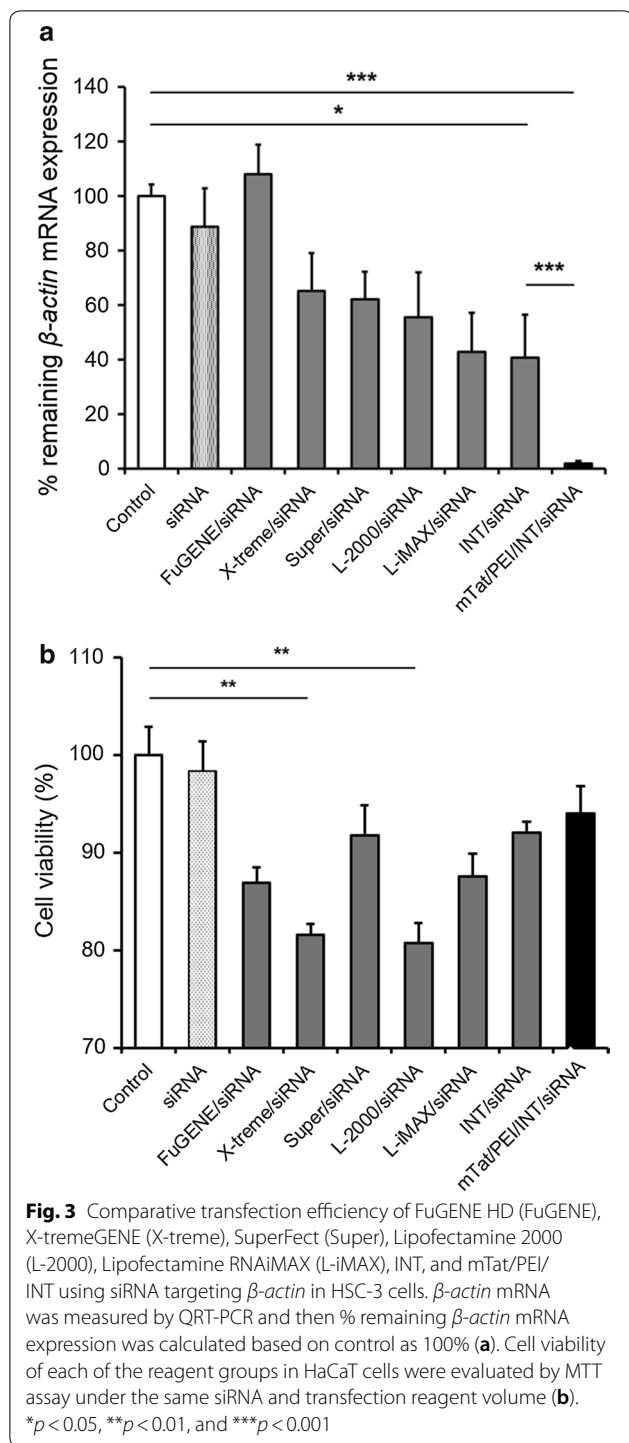 a
% remaining β-actin mRNA expression
140
120
100
80
60
40
20
0
***
*
***
Control
siRNA
FuGENE/siRNA
X-treme/siRNA
Super/siRNA
L-2000/siRNA
L-iMAX/siRNA
INT/siRNA
mTat/PEI/INT/siRNA
b
Cell viability (%)
110
100
90
80
70
**
**
Control
siRNA
FuGENE/siRNA
X-treme/siRNA
Super/siRNA
L-2000/siRNA
L-iMAX/siRNA
INT/siRNA
mTat/PEI/INT/siRNA
Fig. 3 Comparative transfection efficiency of FuGENE HD (FuGENE),
X-tremeGENE (X-treme), SuperFect (Super), Lipofectamine 2000
(L-2000), Lipofectamine RNAiMAX (L-iMAX), INT, and mTat/PEI/
INT using siRNA targeting β-actin in HSC-3 cells. β-actin mRNA
was measured by QRT-PCR and then % remaining β-actin mRNA
expression was calculated based on control as 100% (a). Cell viability
of each of the reagent groups in HaCaT cells were evaluated by MTT
assay under the same siRNA and transfection reagent volume (b).
*p < 0.05, **p < 0.01, and ***p < 0.001